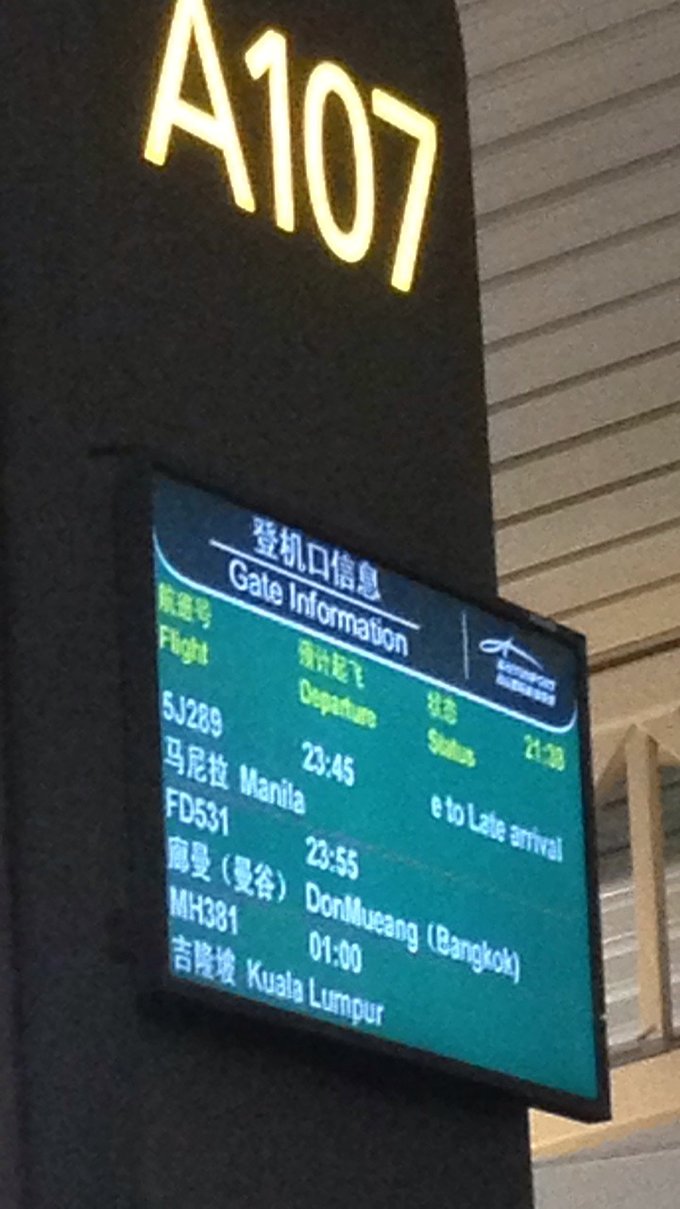 A107
登机口信息
Gate Information
航班号
Flight
预计起飞
Departure
状态
Status
21:38
5J289
23:45
马尼拉 Manila
e to Late arrival
FD531
23:55
廊曼（曼谷） DonMueang (Bangkok)
MH381
01:00
吉隆坡 Kuala Lumpur